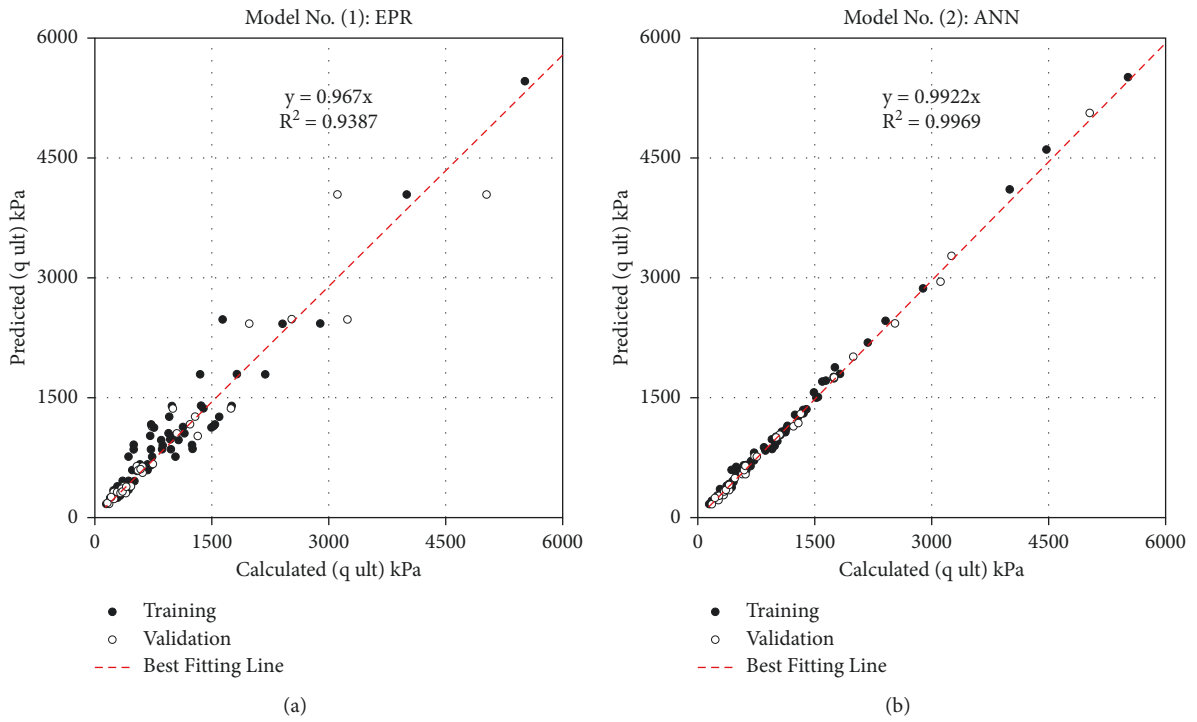 Model No. (1): EPR
6000
4500
3000
1500
0
Predicted (q ult) kPa
y = 0.967x
R² = 0.9387
0 1500 3000 4500 6000
Calculated (q ult) kPa
Training
Validation
Best Fitting Line
(a)
Model No. (2): ANN
6000
4500
3000
1500
0
Predicted (q ult) kPa
y = 0.9922x
R² = 0.9969
0 1500 3000 4500 6000
Calculated (q ult) kPa
Training
Validation
Best Fitting Line
(b)